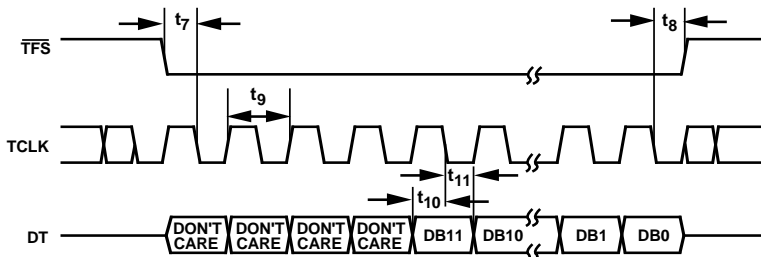 t7
t8
TFS
t9
TCLK
t11
t10
DT
DON'T CARE
DON'T CARE
DON'T CARE
DON'T CARE
DB11
DB10
DB1
DB0